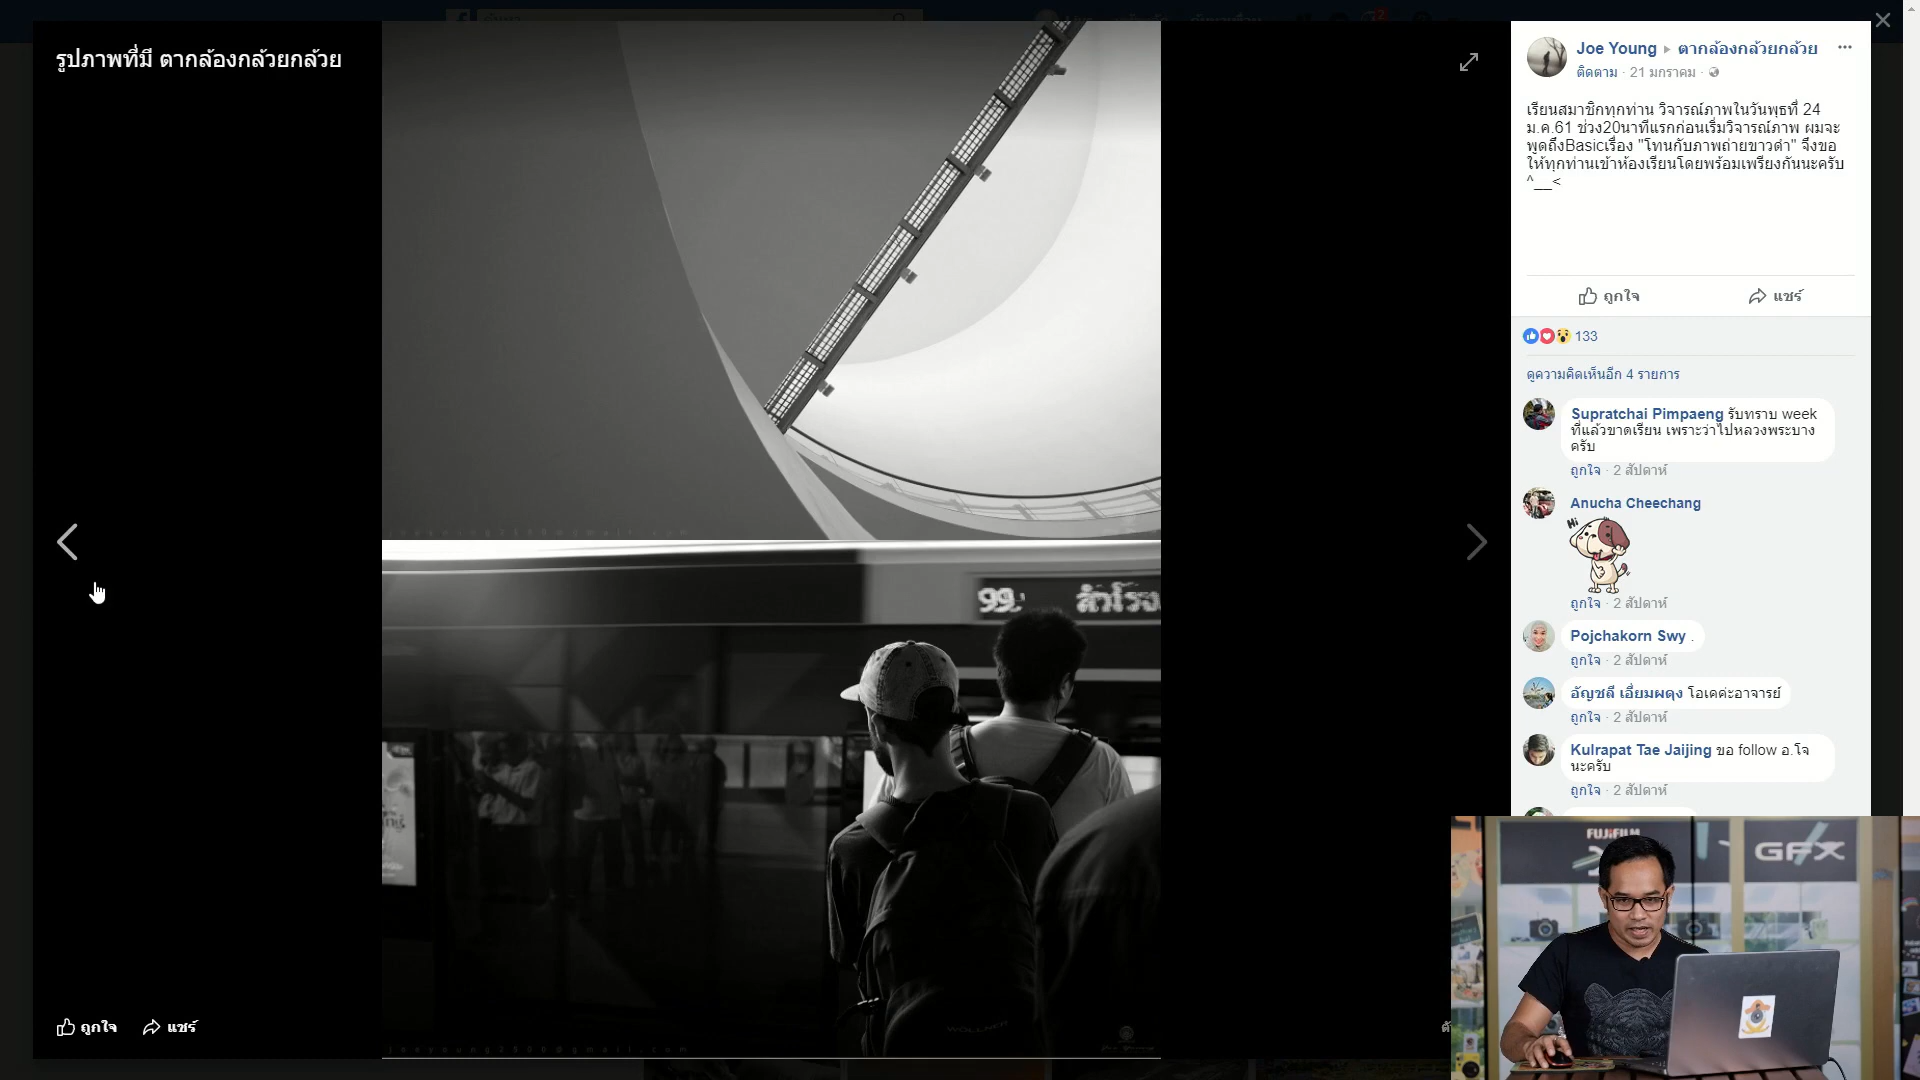 รูปภาพที่มี ตากล้องกล้วยกล้วย
99
สำโรง
joeyoung2500@gmail.com
ถูกใจ
แชร์
Joe Young ▸ ตากล้องกล้วยกล้วย
ติดตาม · 21 มกราคม ·
เรียนสมาชิกทุกท่าน วิจารณ์ภาพในวันพุธที่ 24
ม.ค.61 ช่วง20นาทีแรกก่อนเริ่มวิจารณ์ภาพ ผมจะ
พูดถึงBasicเรื่อง "โทนกับภาพถ่ายขาวดำ" จึงขอ
ให้ทุกท่านเข้าห้องเรียนโดยพร้อมเพรียงกันนะครับ
^__<
ถูกใจ
แชร์
133
ดูความคิดเห็นอีก 4 รายการ
Supratchai Pimpaeng รับทราบ week
ที่แล้วขาดเรียน เพราะว่าไปหลวงพระบาง
ครับ
ถูกใจ · 2 สัปดาห์
Anucha Cheechang
Hi
ถูกใจ · 2 สัปดาห์
Pojchakorn Swy .
ถูกใจ · 2 สัปดาห์
อัญชลี เอี่ยมผดุง โอเคค่ะอาจารย์
ถูกใจ · 2 สัปดาห์
Kulrapat Tae Jaijing ขอ follow อ.โจ
นะครับ
ถูกใจ · 2 สัปดาห์
FUJIFILM
GFX